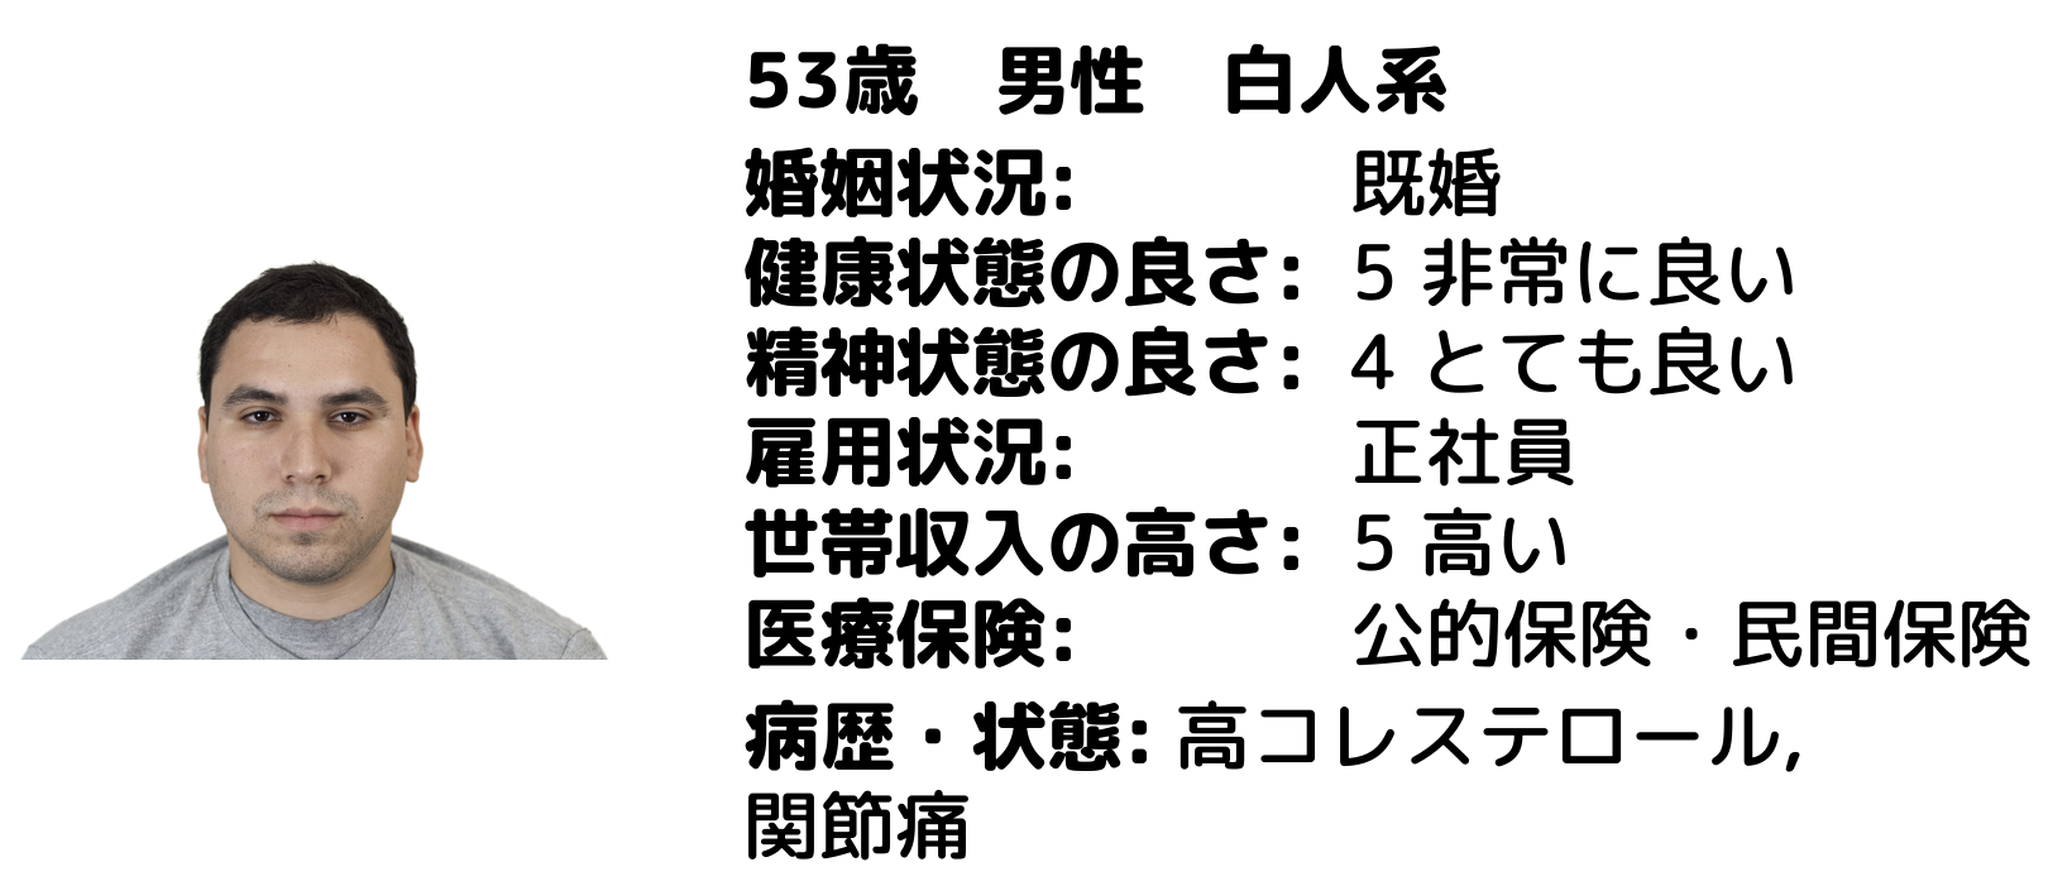 53歳　男性　白人系
婚姻状況: 既婚
健康状態の良さ: 5 非常に良い
精神状態の良さ: 4 とても良い
雇用状況: 正社員
世帯収入の高さ: 5 高い
医療保険: 公的保険・民間保険
病歴・状態: 高コレステロール,
関節痛